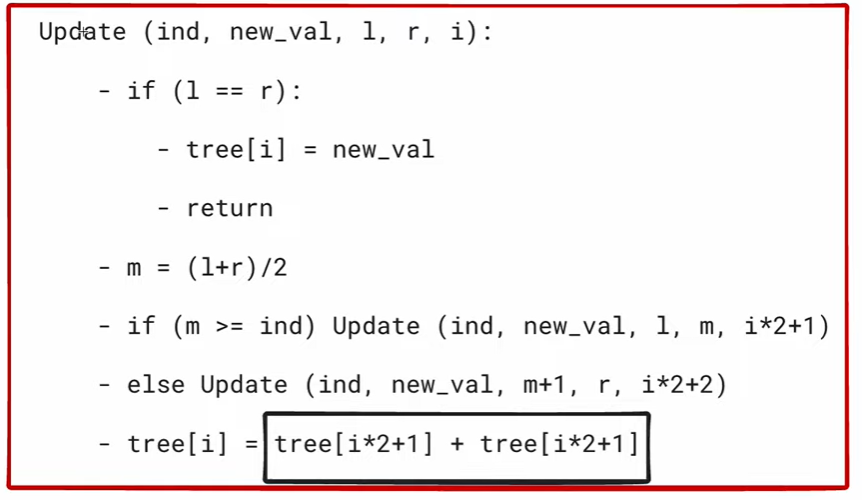 Update (ind, new_val, l, r, i):
- if (l == r):
- tree[i] = new_val
- return
- m = (l+r)/2
- if (m >= ind) Update (ind, new_val, l, m, i*2+1)
- else Update (ind, new_val, m+1, r, i*2+2)
- tree[i] = tree[i*2+1] + tree[i*2+1]